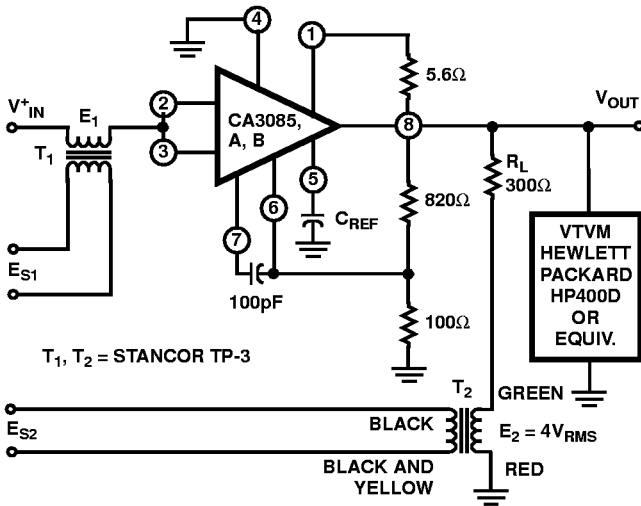 4
1
5.6Ω
V+IN
E1
2
CA3085,
A, B
8
VOUT
T1
3
5
RL
300Ω
6
CREF
820Ω
7
VTVM
HEWLETT
PACKARD
HP400D
OR
EQUIV.
ES1
100pF
100Ω
T1, T2 = STANCOR TP-3
T2
GREEN
ES2
BLACK
E2 = 4VRMS
BLACK AND
YELLOW
RED